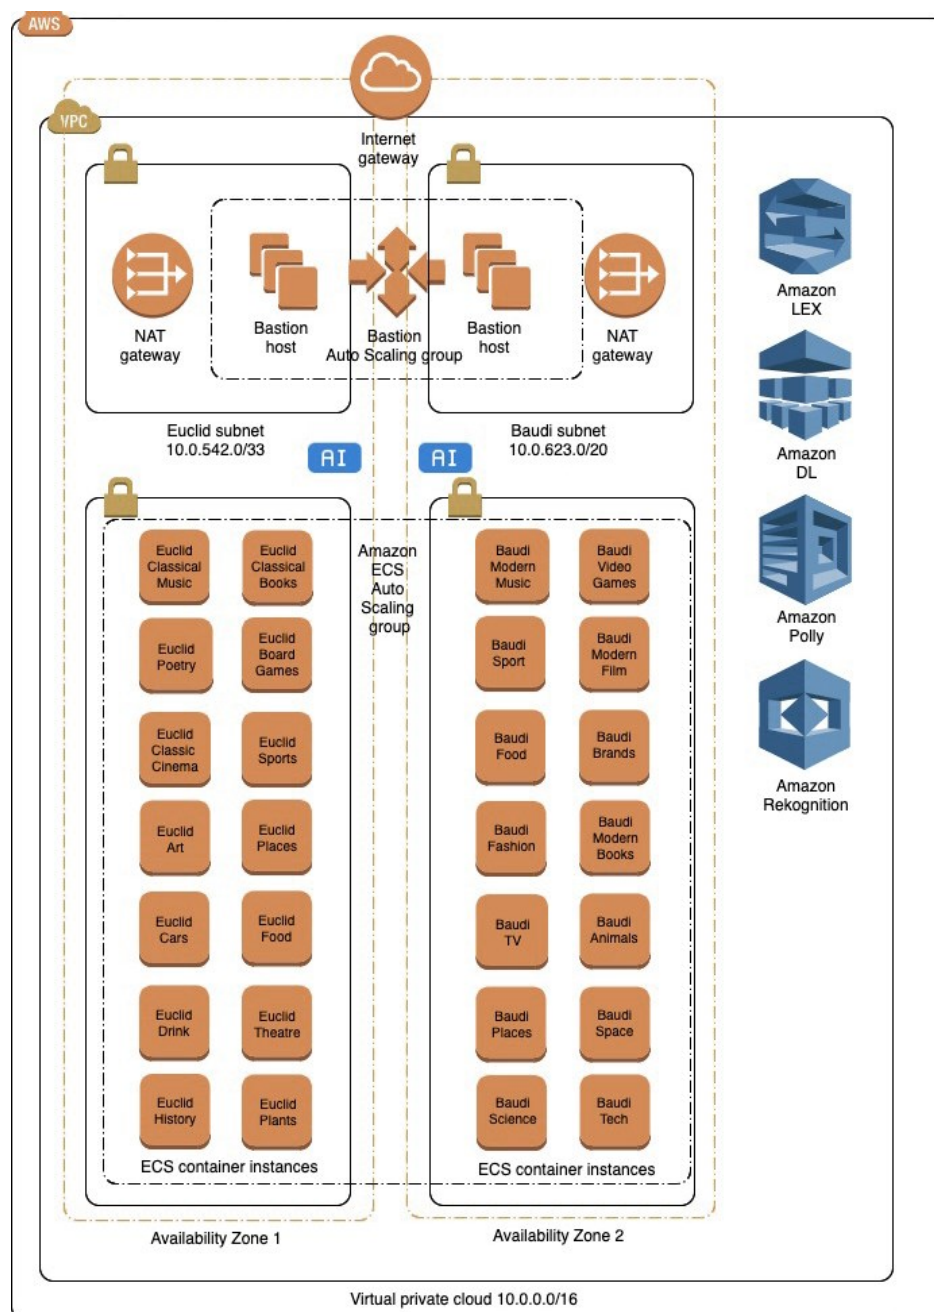 AWS
VPC
Internet
gateway
NAT
gateway
Bastion
host
Bastion
Auto Scaling group
Bastion
host
NAT
gateway
Euclid subnet
10.0.542.0/33
Baudi subnet
10.0.623.0/20
AI
AI
Amazon
LEX
Amazon
DL
Amazon
Polly
Amazon
Rekognition
Amazon
ECS
Auto
Scaling
group
Euclid
Classical
Music
Euclid
Classical
Books
Euclid
Poetry
Euclid
Board
Games
Euclid
Classic
Cinema
Euclid
Sports
Euclid
Art
Euclid
Places
Euclid
Cars
Euclid
Food
Euclid
Drink
Euclid
Theatre
Euclid
History
Euclid
Plants
ECS container instances
Baudi
Modern
Music
Baudi
Video
Games
Baudi
Sport
Baudi
Modern
Film
Baudi
Food
Baudi
Brands
Baudi
Fashion
Baudi
Modern
Books
Baudi
TV
Baudi
Animals
Baudi
Places
Baudi
Space
Baudi
Science
Baudi
Tech
ECS container instances
Availability Zone 1
Availability Zone 2
Virtual private cloud 10.0.0.0/16